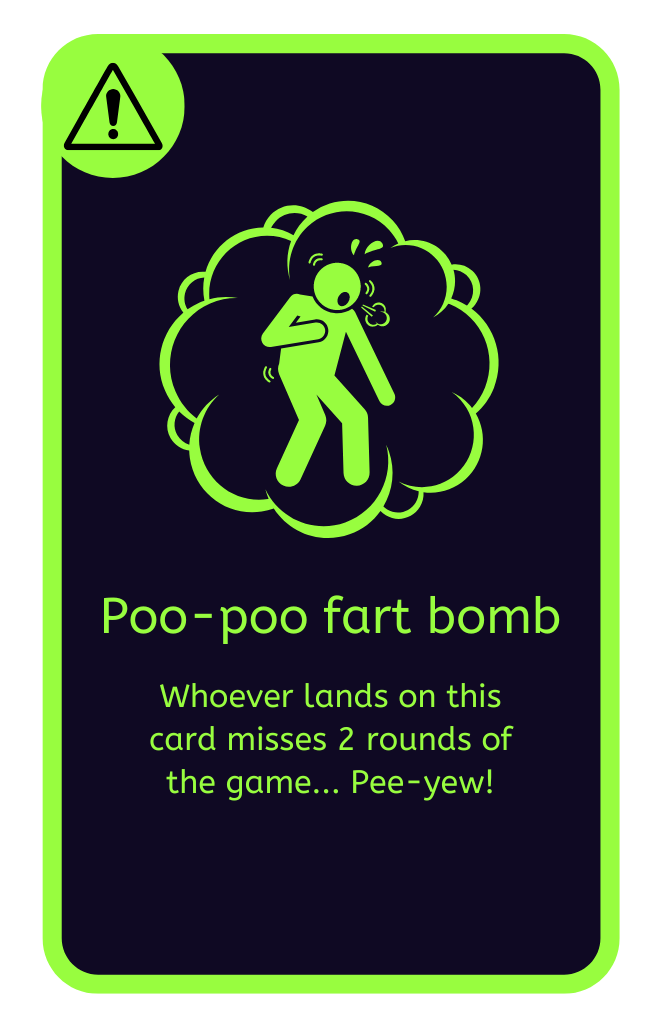 Poo-poo fart bomb
Whoever lands on this
card misses 2 rounds of
the game... Pee-yew!